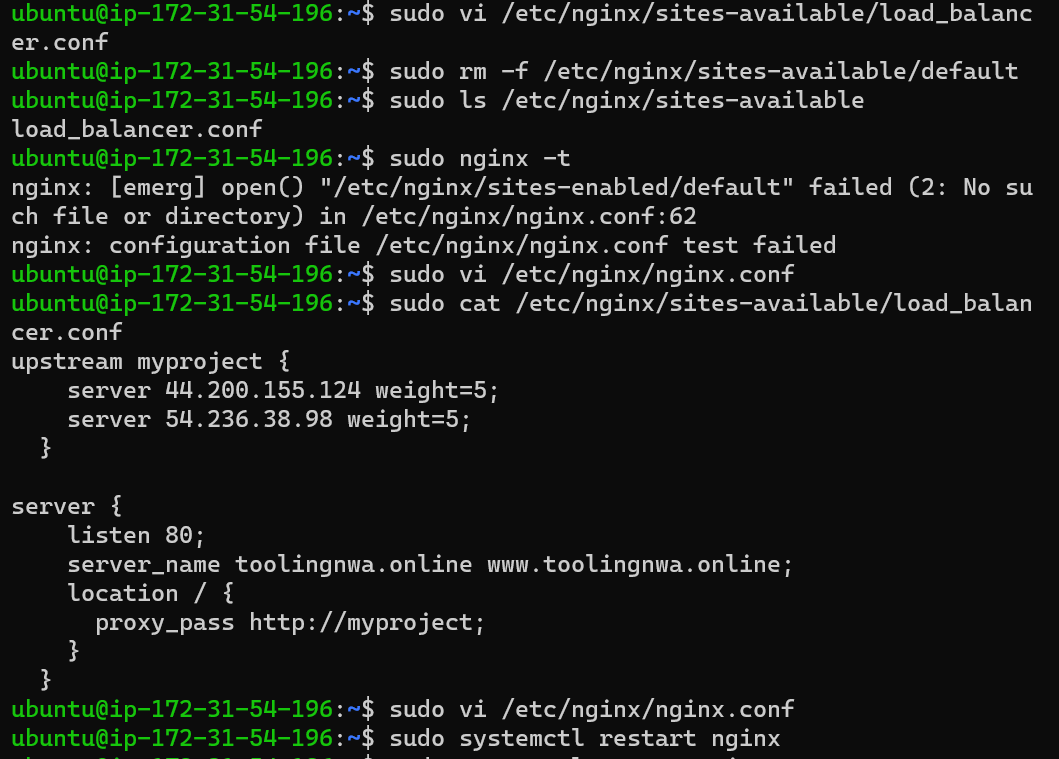 ubuntu@ip-172-31-54-196:~$ sudo vi /etc/nginx/sites-available/load_balanc
er.conf
ubuntu@ip-172-31-54-196:~$ sudo rm -f /etc/nginx/sites-available/default
ubuntu@ip-172-31-54-196:~$ sudo ls /etc/nginx/sites-available
load_balancer.conf
ubuntu@ip-172-31-54-196:~$ sudo nginx -t
nginx: [emerg] open() "/etc/nginx/sites-enabled/default" failed (2: No su
ch file or directory) in /etc/nginx/nginx.conf:62
nginx: configuration file /etc/nginx/nginx.conf test failed
ubuntu@ip-172-31-54-196:~$ sudo vi /etc/nginx/nginx.conf
ubuntu@ip-172-31-54-196:~$ sudo cat /etc/nginx/sites-available/load_balan
cer.conf
upstream myproject {
    server 44.200.155.124 weight=5;
    server 54.236.38.98 weight=5;
  }

server {
    listen 80;
    server_name toolingnwa.online www.toolingnwa.online;
    location / {
      proxy_pass http://myproject;
    }
  }
ubuntu@ip-172-31-54-196:~$ sudo vi /etc/nginx/nginx.conf
ubuntu@ip-172-31-54-196:~$ sudo systemctl restart nginx